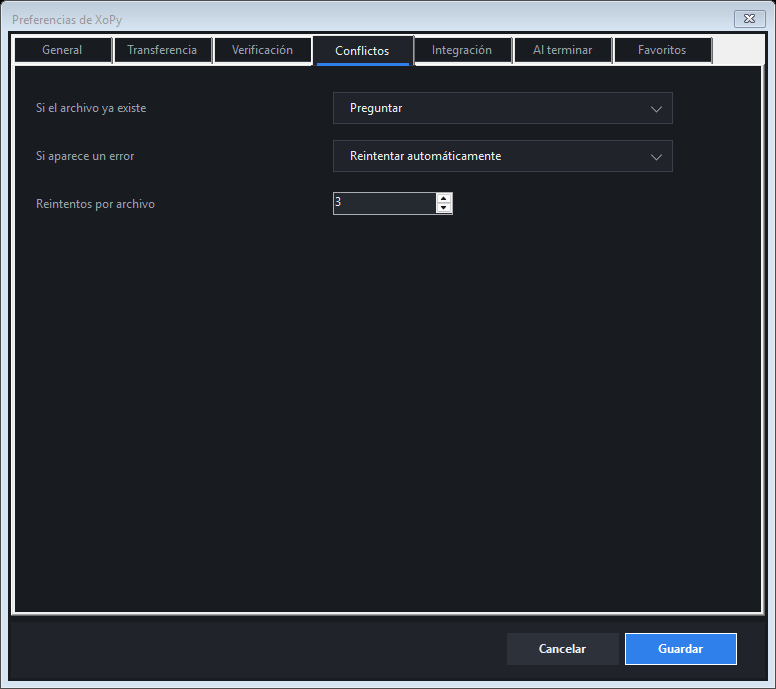 Preferencias de XoPy
General Transferencia Verificación Conflictos Integración Al terminar Favoritos
Si el archivo ya existe Preguntar
Si aparece un error Reintentar automáticamente
Reintentos por archivo 3
Cancelar Guardar